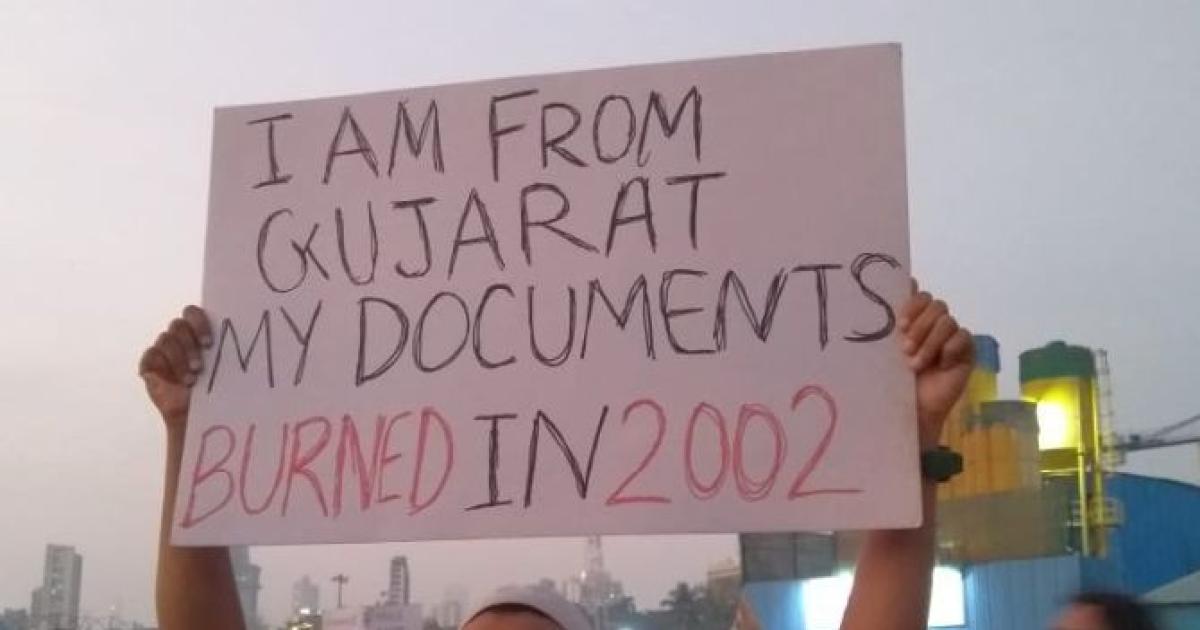 I AM FROM
GUJARAT
MY DOCUMENTS
BURNED IN 2002